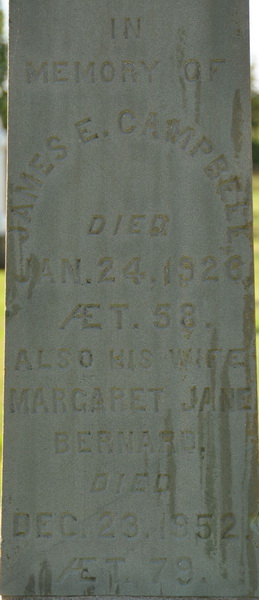 IN
MEMORY OF
JAMES E. CAMPBELL
DIED
JAN. 24, 1926,
ÆT. 58.
ALSO HIS WIFE
MARGARET JANE
BERNARD.
DIED
DEC. 23, 1952.
ÆT. 79.